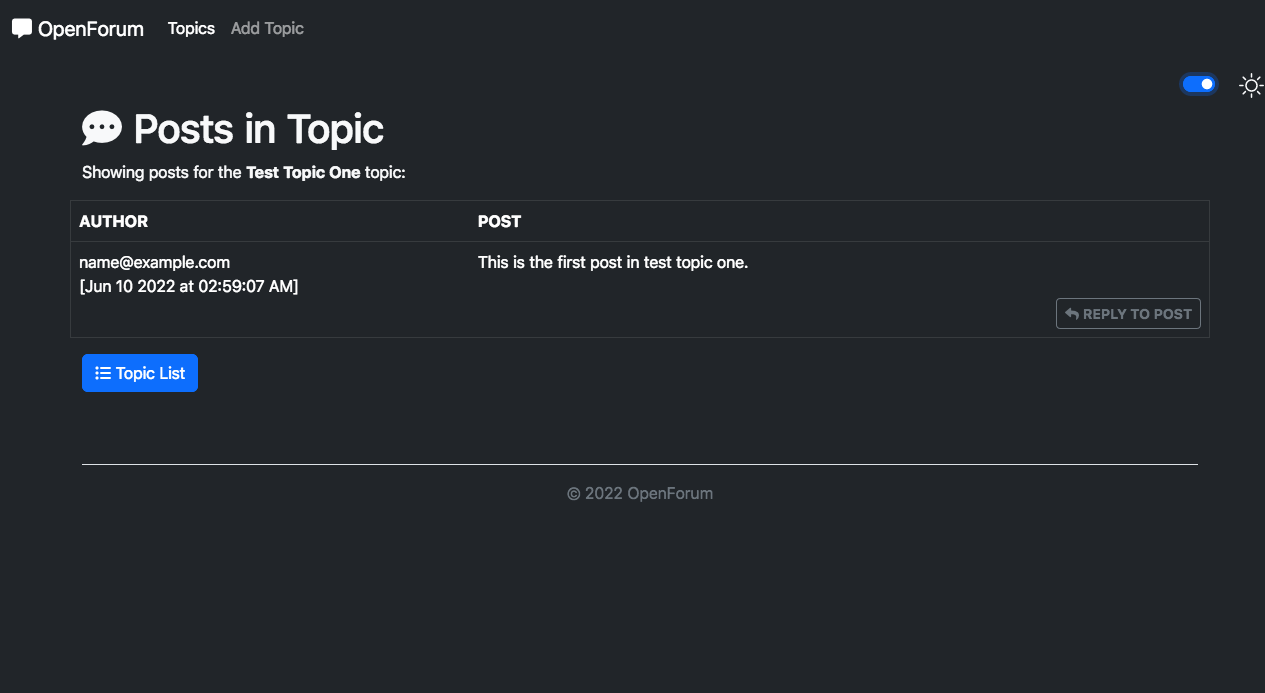 OpenForum Topics Add Topic
Posts in Topic
Showing posts for the Test Topic One topic:
AUTHOR POST
name@example.com This is the first post in test topic one.
[Jun 10 2022 at 02:59:07 AM]
REPLY TO POST
Topic List
© 2022 OpenForum